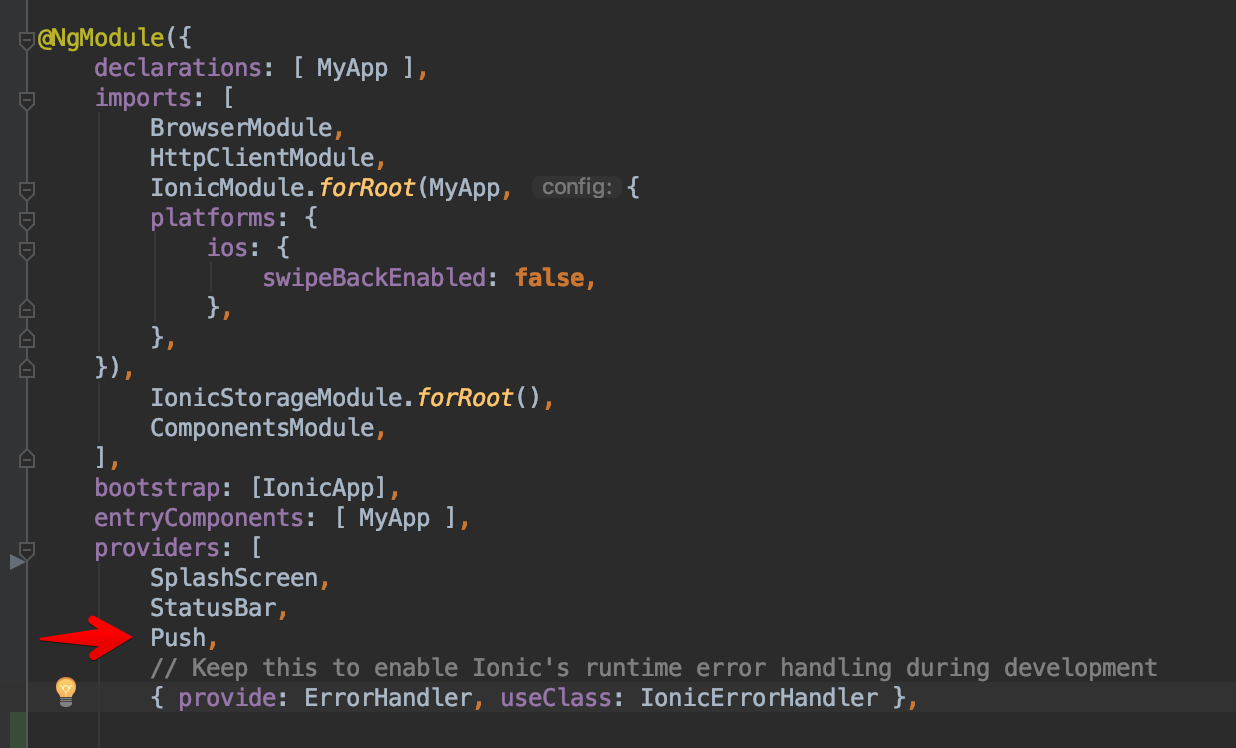 @NgModule({
    declarations: [ MyApp ],
    imports: [
        BrowserModule,
        HttpClientModule,
        IonicModule.forRoot(MyApp, config: {
        platforms: {
            ios: {
                swipeBackEnabled: false,
            },
        },
    }),
        IonicStorageModule.forRoot(),
        ComponentsModule,
    ],
    bootstrap: [IonicApp],
    entryComponents: [ MyApp ],
    providers: [
        SplashScreen,
        StatusBar,
        Push,
        // Keep this to enable Ionic's runtime error handling during development
        { provide: ErrorHandler, useClass: IonicErrorHandler },